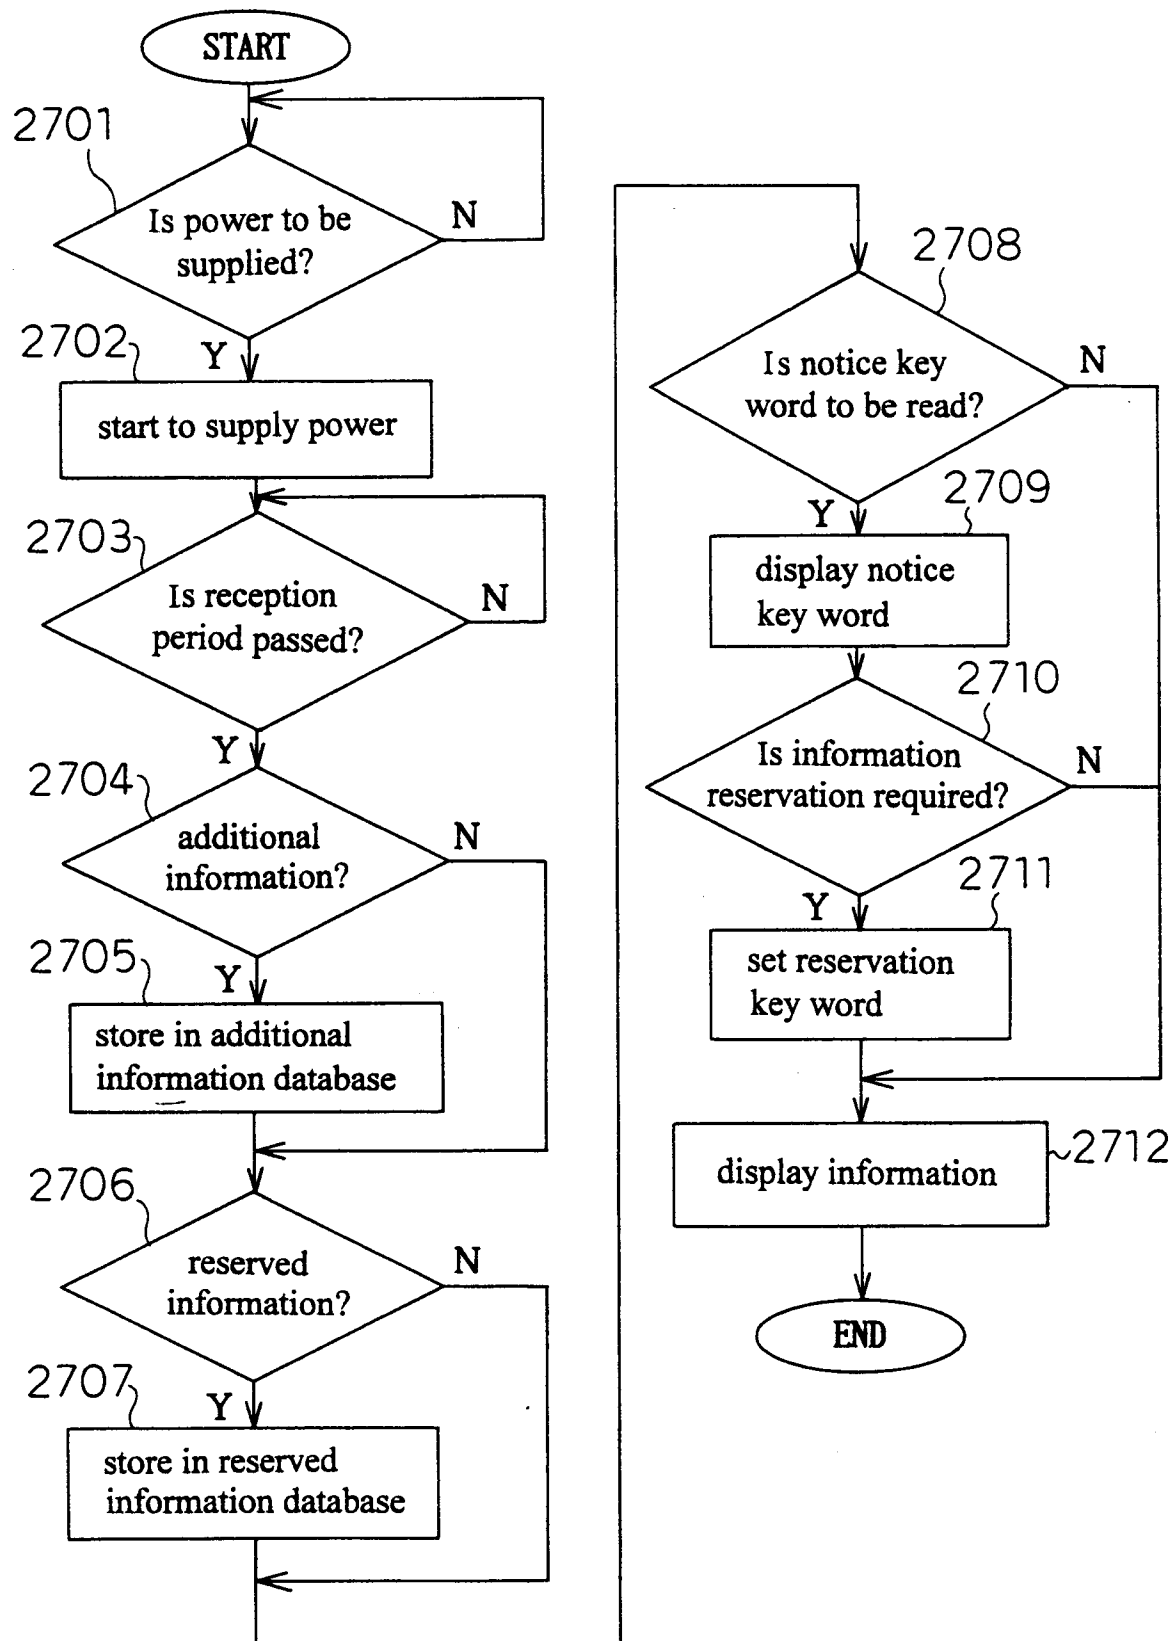 START
2701
Is power to be
supplied?
N
Y
2702
start to supply power
2703
Is reception
period passed?
N
Y
2704
additional
information?
N
Y
2705
store in additional
information database
2706
reserved
information?
N
Y
2707
store in reserved
information database
2708
Is notice key
word to be read?
N
Y
2709
display notice
key word
2710
Is information
reservation required?
N
Y
2711
set reservation
key word
2712
display information
END